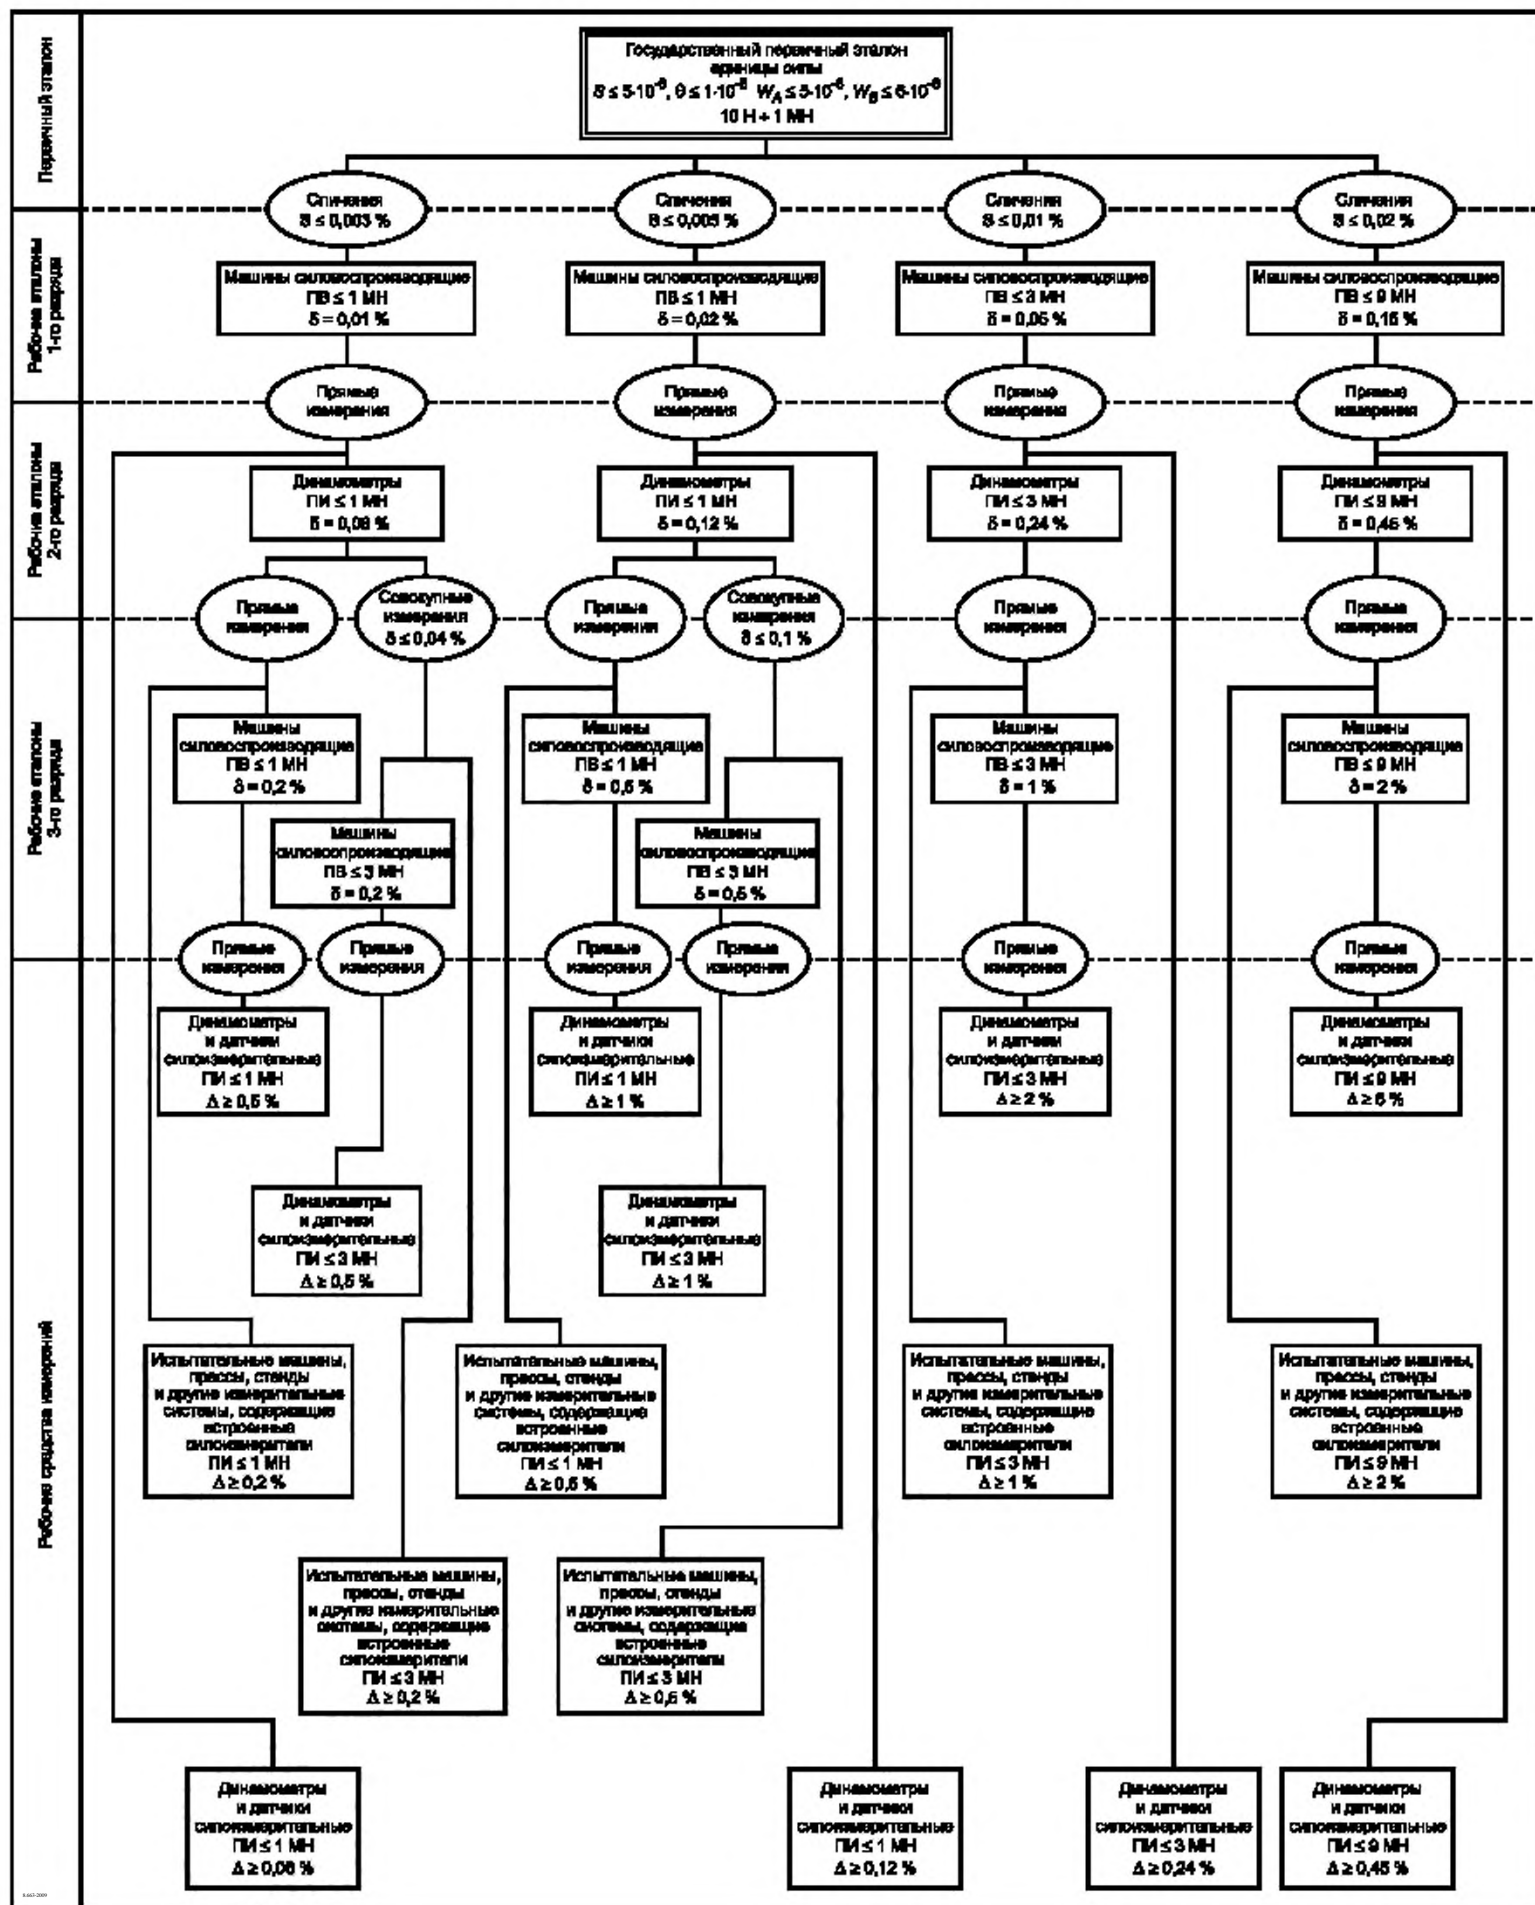 Первичный эталон
Государственный первичный эталон
единицы силы
10 Н ÷ 1 МН
Сличения
S ≤ 0,003 %
Сличения
S ≤ 0,005 %
Сличения
S ≤ 0,01 %
Сличения
S ≤ 0,02 %
Рабочие эталоны
1-го разряда
Машины силовоспроизводящие
ПВ ≤ 1 МН
δ = 0,01 %
Машины силовоспроизводящие
ПВ ≤ 1 МН
δ = 0,02 %
Машины силовоспроизводящие
ПВ ≤ 3 МН
δ = 0,05 %
Машины силовоспроизводящие
ПВ ≤ 9 МН
δ = 0,15 %
Прямые
измерения
Прямые
измерения
Прямые
измерения
Прямые
измерения
Рабочие эталоны
2-го разряда
Динамометры
ПИ ≤ 1 МН
δ = 0,06 %
Динамометры
ПИ ≤ 1 МН
δ = 0,12 %
Динамометры
ПИ ≤ 3 МН
δ = 0,24 %
Динамометры
ПИ ≤ 9 МН
δ = 0,45 %
Прямые
измерения
Совокупные
измерения
δ ≤ 0,04 %
Прямые
измерения
Совокупные
измерения
δ ≤ 0,1 %
Прямые
измерения
Прямые
измерения
Рабочие эталоны
3-го разряда
Машины
силовоспроизводящие
ПВ ≤ 1 МН
δ = 0,2 %
Машины
силовоспроизводящие
ПВ ≤ 1 МН
δ = 0,5 %
Машины
силовоспроизводящие
ПВ ≤ 3 МН
δ = 1 %
Машины
силовоспроизводящие
ПВ ≤ 9 МН
δ = 2 %
Машины
силовоспроизводящие
ПВ ≤ 3 МН
δ = 0,2 %
Машины
силовоспроизводящие
ПВ ≤ 3 МН
δ = 0,5 %
Прямые
измерения
Прямые
измерения
Прямые
измерения
Прямые
измерения
Прямые
измерения
Прямые
измерения
Рабочие средства измерений
Динамометры
и датчики
силоизмерительные
ПИ ≤ 1 МН
Δ ≥ 0,5 %
Динамометры
и датчики
силоизмерительные
ПИ ≤ 1 МН
Δ ≥ 1 %
Динамометры
и датчики
силоизмерительные
ПИ ≤ 3 МН
Δ ≥ 2 %
Динамометры
и датчики
силоизмерительные
ПИ ≤ 9 МН
Δ ≥ 5 %
Динамометры
и датчики
силоизмерительные
ПИ ≤ 3 МН
Δ ≥ 0,5 %
Динамометры
и датчики
силоизмерительные
ПИ ≤ 3 МН
Δ ≥ 1 %
Испытательные машины,
прессы, стенды
и другие измерительные
системы, содержащие
встроенные
силоизмерители
ПИ ≤ 1 МН
Δ ≥ 0,2 %
Испытательные машины,
прессы, стенды
и другие измерительные
системы, содержащие
встроенные
силоизмерители
ПИ ≤ 1 МН
Δ ≥ 0,5 %
Испытательные машины,
прессы, стенды
и другие измерительные
системы, содержащие
встроенные
силоизмерители
ПИ ≤ 3 МН
Δ ≥ 1 %
Испытательные машины,
прессы, стенды
и другие измерительные
системы, содержащие
встроенные
силоизмерители
ПИ ≤ 9 МН
Δ ≥ 2 %
Испытательные машины,
прессы, стенды
и другие измерительные
системы, содержащие
встроенные
силоизмерители
ПИ ≤ 3 МН
Δ ≥ 0,2 %
Испытательные машины,
прессы, стенды
и другие измерительные
системы, содержащие
встроенные
силоизмерители
ПИ ≤ 3 МН
Δ ≥ 0,5 %
Динамометры
и датчики
силоизмерительные
ПИ ≤ 1 МН
Δ ≥ 0,06 %
Динамометры
и датчики
силоизмерительные
ПИ ≤ 1 МН
Δ ≥ 0,12 %
Динамометры
и датчики
силоизмерительные
ПИ ≤ 3 МН
Δ ≥ 0,24 %
Динамометры
и датчики
силоизмерительные
ПИ ≤ 9 МН
Δ ≥ 0,45 %
8.663-2009